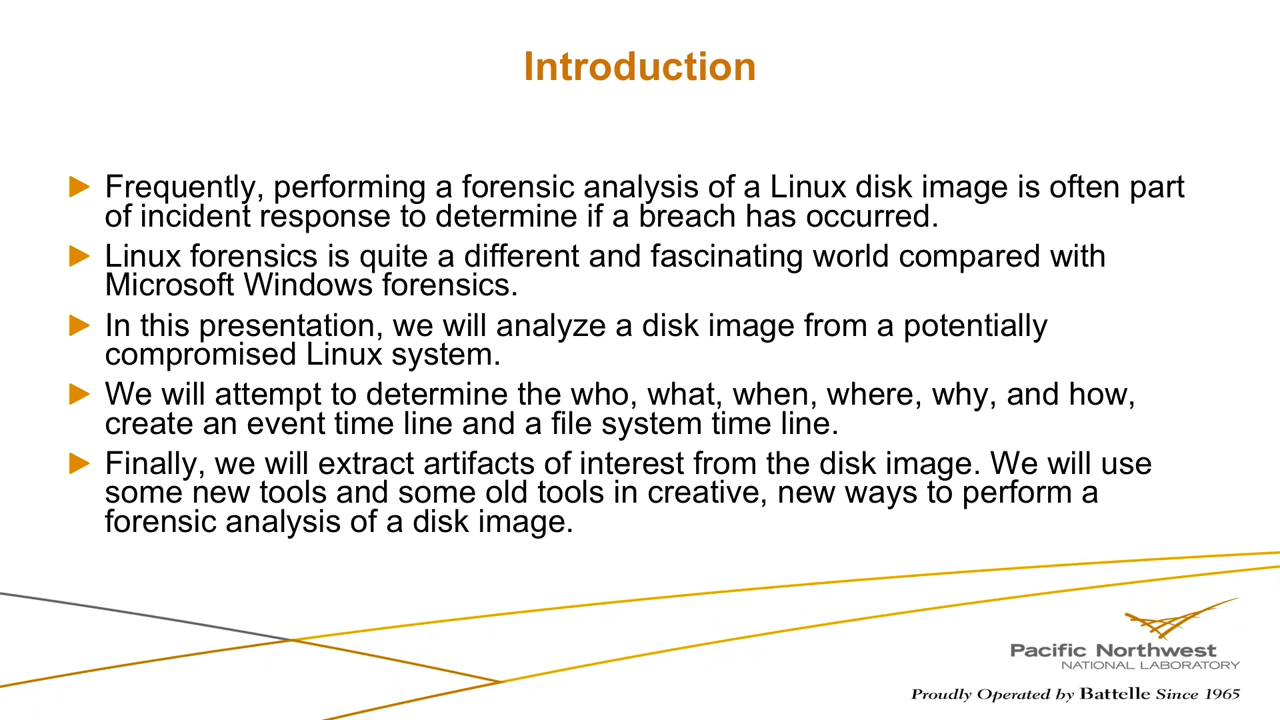 Introduction
Frequently, performing a forensic analysis of a Linux disk image is often part
of incident response to determine if a breach has occurred.
Linux forensics is quite a different and fascinating world compared with
Microsoft Windows forensics.
In this presentation, we will analyze a disk image from a potentially
compromised Linux system.
We will attempt to determine the who, what, when, where, why, and how,
create an event time line and a file system time line.
Finally, we will extract artifacts of interest from the disk image. We will use
some new tools and some old tools in creative, new ways to perform a
forensic analysis of a disk image.
Pacific Northwest
NATIONAL LABORATORY
Proudly Operated by Battelle Since 1965